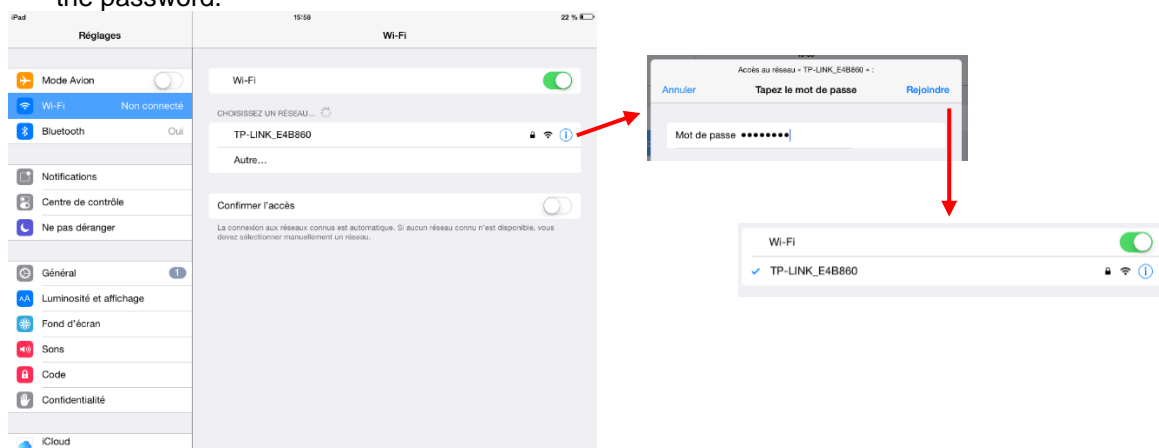 the password.
iPad
15:58
22 %
Réglages
Wi-Fi
Mode Avion
Wi-Fi Non connecté
Bluetooth Oui
Notifications
Centre de contrôle
Ne pas déranger
Général 1
Luminosité et affichage
Fond d'écran
Sons
Code
Confidentialité
iCloud
Wi-Fi
CHOISISSEZ UN RÉSEAU...
TP-LINK_E4B860
Autre...
Confirmer l'accès
La connexion aux réseaux connus est automatique. Si aucun réseau connu n'est disponible, vous
devez sélectionner manuellement un réseau.
Accès au réseau « TP-LINK_E4B860 » :
Annuler Tapez le mot de passe Rejoindre
Mot de passe ••••••••
Wi-Fi
TP-LINK_E4B860